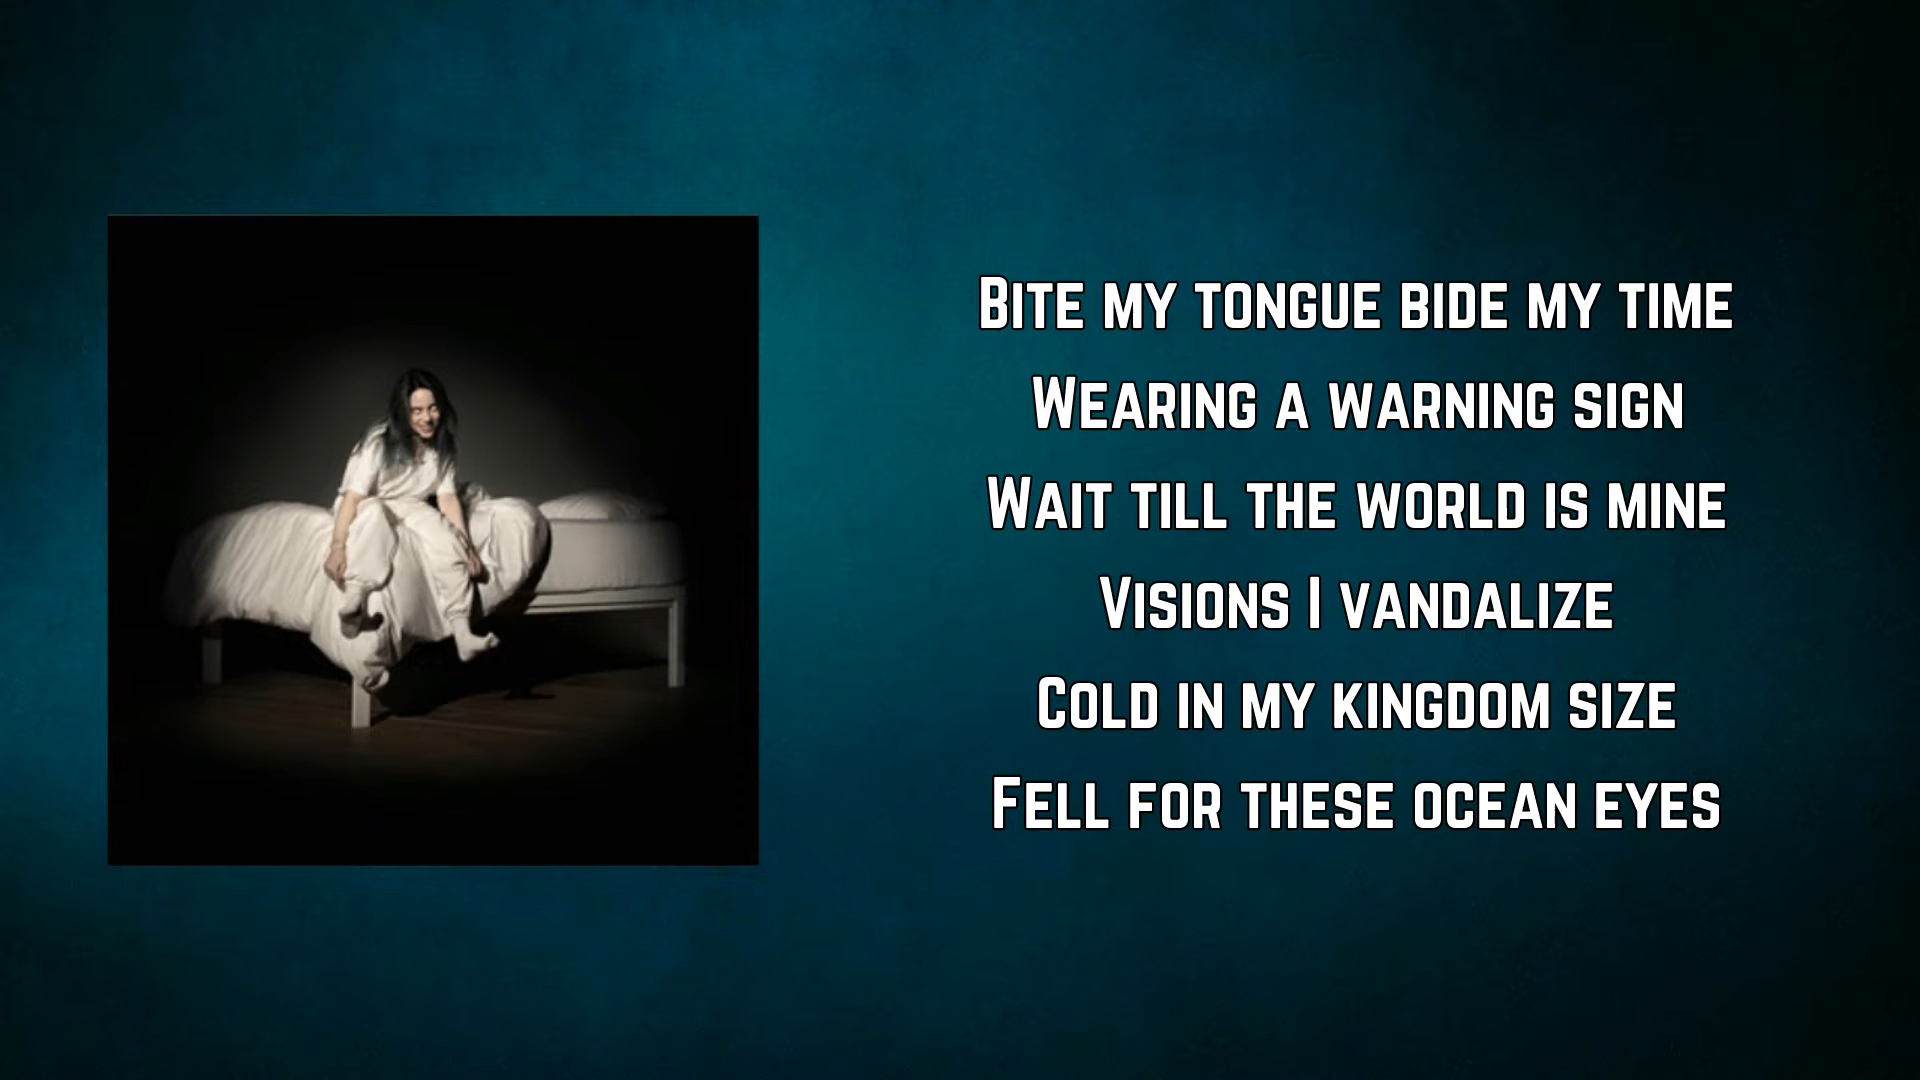 Bite my tongue bide my time
Wearing a warning sign
Wait till the world is mine
Visions I vandalize
Cold in my kingdom size
Fell for these ocean eyes